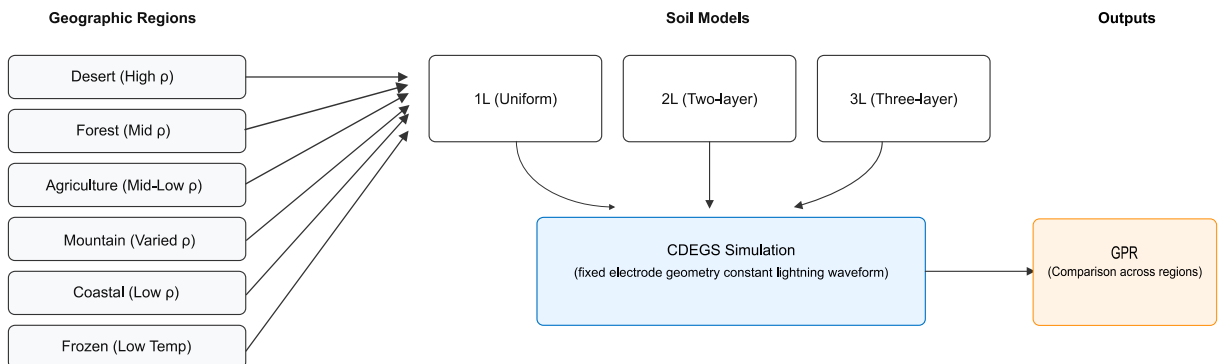 Geographic Regions
Soil Models
Outputs
Desert (High ρ)
Forest (Mid ρ)
Agriculture (Mid-Low ρ)
Mountain (Varied ρ)
Coastal (Low ρ)
Frozen (Low Temp)
1L (Uniform)
2L (Two-layer)
3L (Three-layer)
CDEGS Simulation
(fixed electrode geometry constant lightning waveform)
GPR
(Comparison across regions)